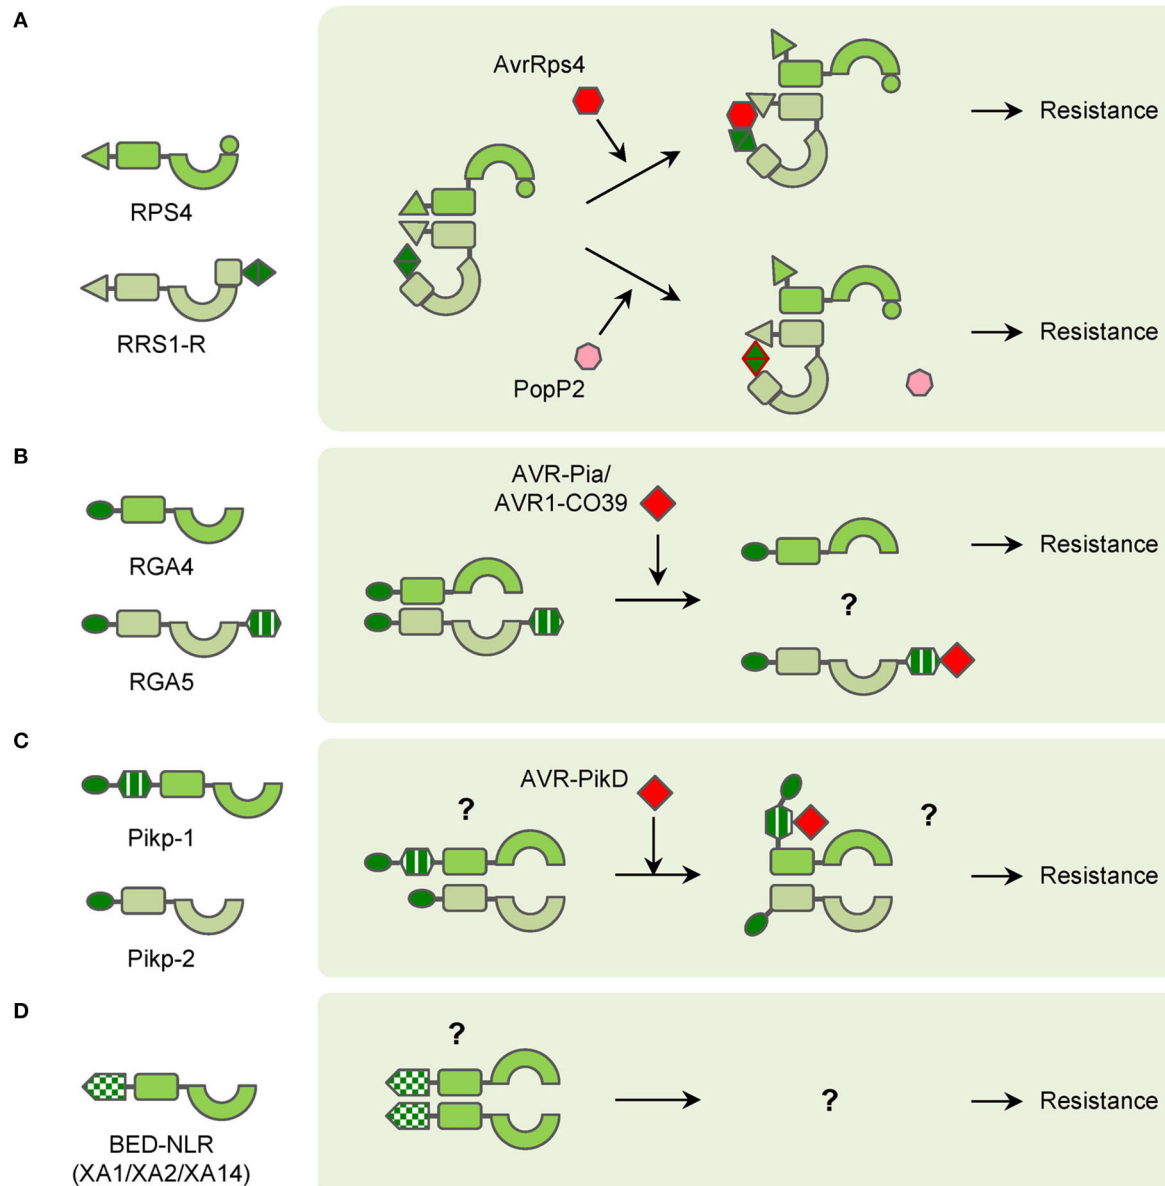 A
AvrRps4
Resistance
RPS4
RRS1-R
PopP2
Resistance
B
AVR-Pia/
AVR1-CO39
Resistance
RGA4
?
RGA5
C
AVR-PikD
?
?
Pikp-1
Resistance
Pikp-2
D
?
?
Resistance
BED-NLR
(XA1/XA2/XA14)